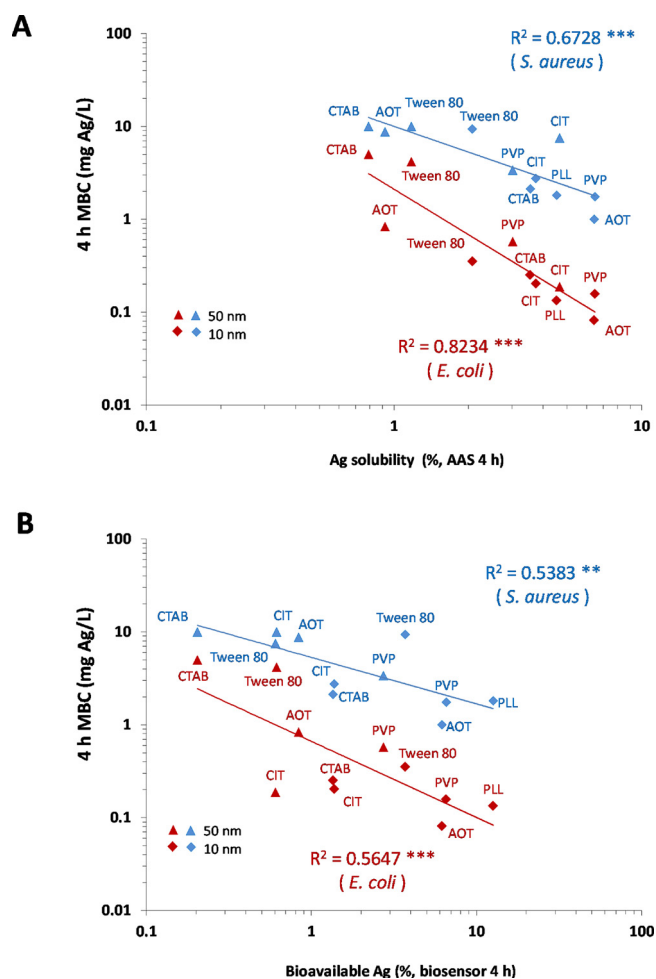 A
100
10
1
0.1
0.01
4 h MBC (mg Ag/L)
R² = 0.6728 ***
( S. aureus )
CTAB
AOT
Tween 80
Tween 80
CIT
CTAB
Tween 80
PVP
CIT
PLL
PVP
CTAB
AOT
AOT
Tween 80
PVP
CTAB
CIT
PVP
CIT
PLL
AOT
50 nm
10 nm
R² = 0.8234 ***
( E. coli )
0.1
1
10
Ag solubility (%, AAS 4 h)
B
100
10
1
0.1
0.01
4 h MBC (mg Ag/L)
R² = 0.5383 **
( S. aureus )
CTAB
CIT
AOT
Tween 80
Tween 80
CTAB
Tween 80
CIT
CTAB
PVP
PVP
PLL
AOT
AOT
PVP
Tween 80
CIT
CTAB
CIT
PVP
PLL
AOT
50 nm
10 nm
R² = 0.5647 ***
( E. coli )
0.1
1
10
100
Bioavailable Ag (%, biosensor 4 h)